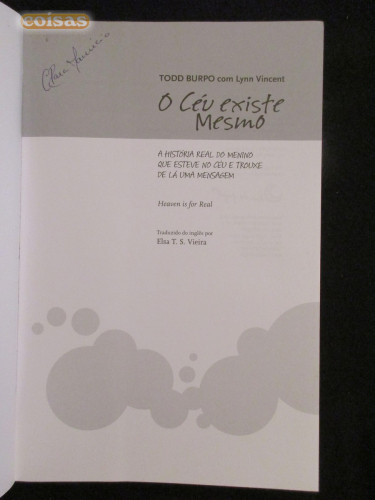 coisas
TODD BURPO com Lynn Vincent
O Céu existe
Mesmo
A HISTÓRIA REAL DO MENINO
QUE ESTEVE NO CÉU E TROUXE
DE LÁ UMA MENSAGEM
Heaven is for Real
Traduzido do inglês por
Elsa T. S. Vieira